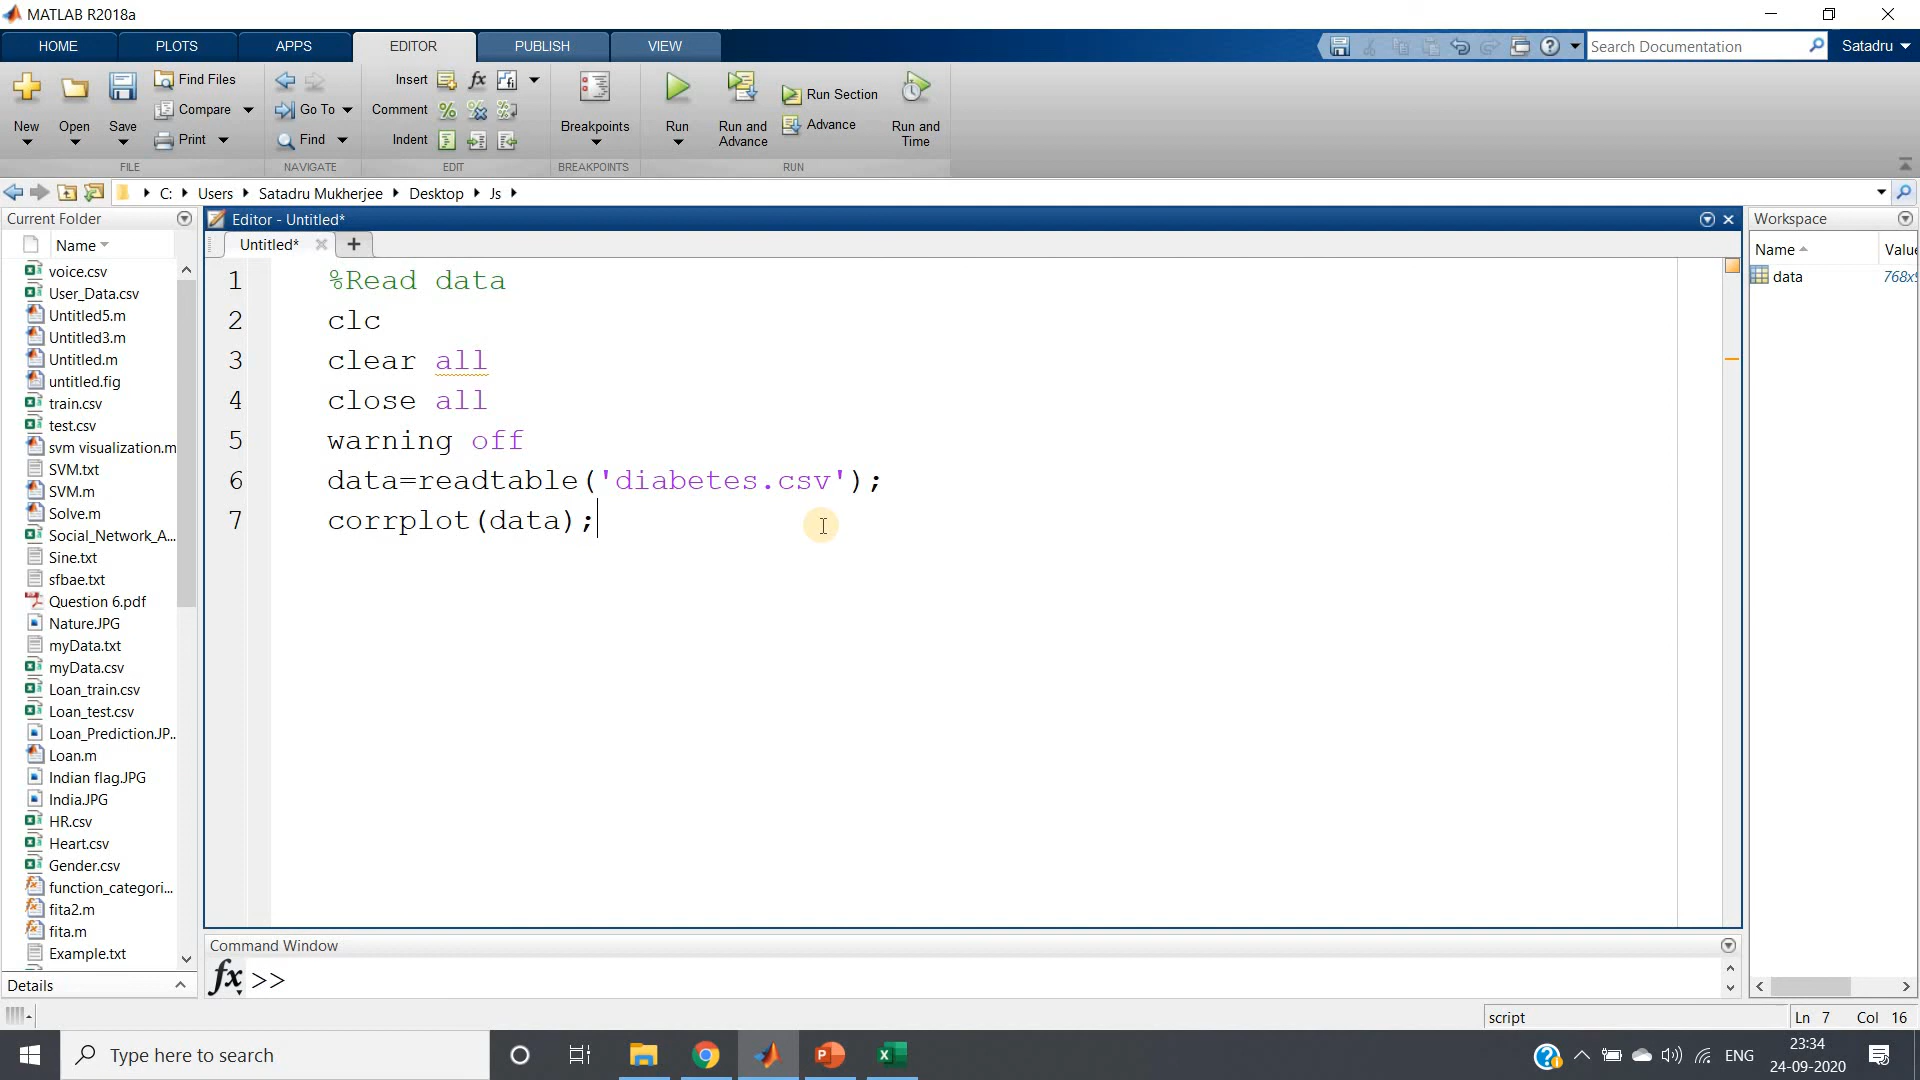 MATLAB R2018a
HOME PLOTS APPS EDITOR PUBLISH VIEW
Search Documentation
Satadru
New
Open
Save
Find Files
Compare
Print
FILE
Go To
Find
NAVIGATE
Insert
Comment
Indent
EDIT
Breakpoints
BREAKPOINTS
Run
Run and
Advance
Run Section
Advance
Run and
Time
RUN
C: Users Satadru Mukherjee Desktop Js
Current Folder
Name
voice.csv
User_Data.csv
Untitled5.m
Untitled3.m
Untitled.m
untitled.fig
train.csv
test.csv
svm visualization.m
SVM.txt
SVM.m
Solve.m
Social_Network_A...
Sine.txt
sfbae.txt
Question 6.pdf
Nature.JPG
myData.txt
myData.csv
Loan_train.csv
Loan_test.csv
Loan_Prediction.JP...
Loan.m
Indian flag.JPG
India.JPG
HR.csv
Heart.csv
Gender.csv
function_categori...
fita2.m
fita.m
Example.txt
Details
Editor - Untitled*
Untitled*
1 %Read data
2 clc
3 clear all
4 close all
5 warning off
6 data=readtable('diabetes.csv');
7 corrplot(data);
Command Window
fx >>
Workspace
Name Value
data 768x9
script
Ln 7 Col 16
Type here to search
ENG
23:34
24-09-2020